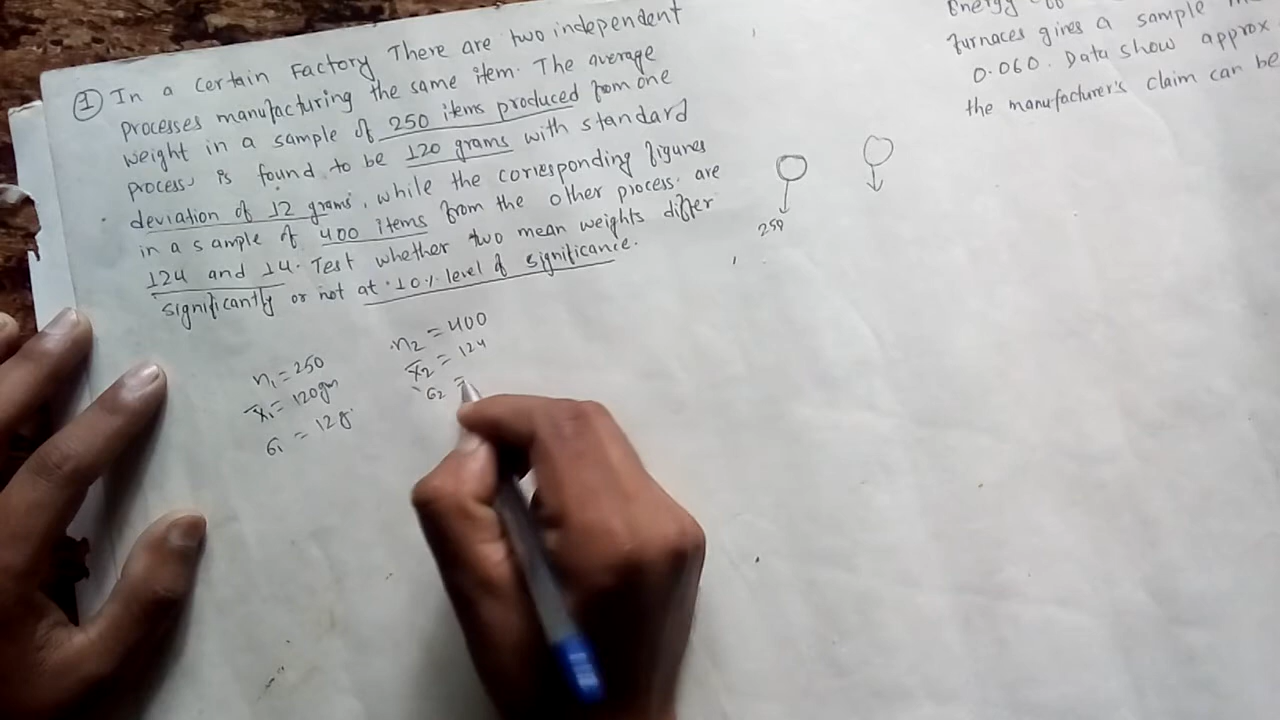 ① In a certain Factory There are two independent
processes manufacturing the same item. The average
weight in a sample of 250 items produced from one
process is found to be 120 grams with standard
deviation of 12 grams, while the corresponding figures
in a sample of 400 items from the other process are
124 and 14. Test whether two mean weights differ
significantly or not at 10% level of significance.
n₁ = 250
x̄₁ = 120gm
σ₁ = 12g
n₂ = 400
x̄₂ = 124
σ₂ =
250
Energy
furnaces gives a sample
0.060. Data show approx
the manufacturer's claim can be